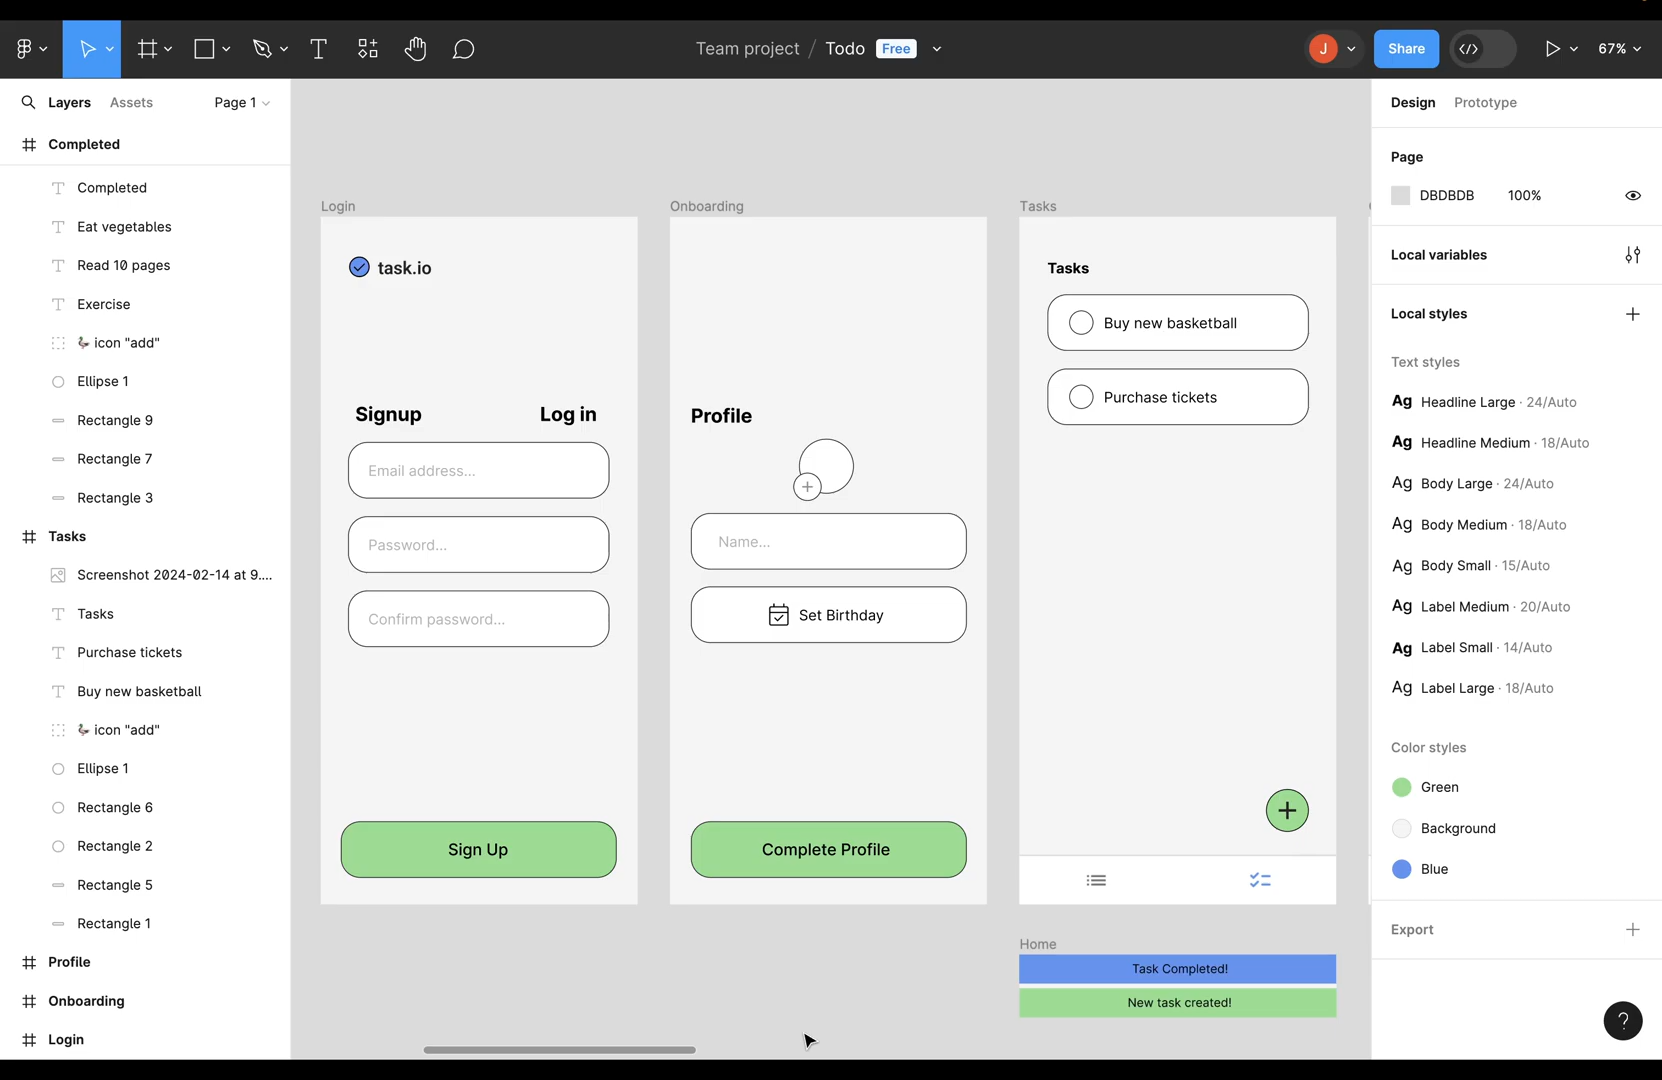 Team project / Todo Free
J
Share
67%
Layers
Assets
Page 1
Completed
Completed
Eat vegetables
Read 10 pages
Exercise
icon "add"
Ellipse 1
Rectangle 9
Rectangle 7
Rectangle 3
Tasks
Screenshot 2024-02-14 at 9....
Tasks
Purchase tickets
Buy new basketball
icon "add"
Ellipse 1
Rectangle 6
Rectangle 2
Rectangle 5
Rectangle 1
Profile
Onboarding
Login
Login
task.io
Signup
Log in
Email address...
Password...
Confirm password...
Sign Up
Onboarding
Profile
Name...
Set Birthday
Complete Profile
Tasks
Tasks
Buy new basketball
Purchase tickets
Home
Task Completed!
New task created!
Design
Prototype
Page
DBDBDB 100%
Local variables
Local styles
Text styles
Ag Headline Large · 24/Auto
Ag Headline Medium · 18/Auto
Ag Body Large · 24/Auto
Ag Body Medium · 18/Auto
Ag Body Small · 15/Auto
Ag Label Medium · 20/Auto
Ag Label Small · 14/Auto
Ag Label Large · 18/Auto
Color styles
Green
Background
Blue
Export
?